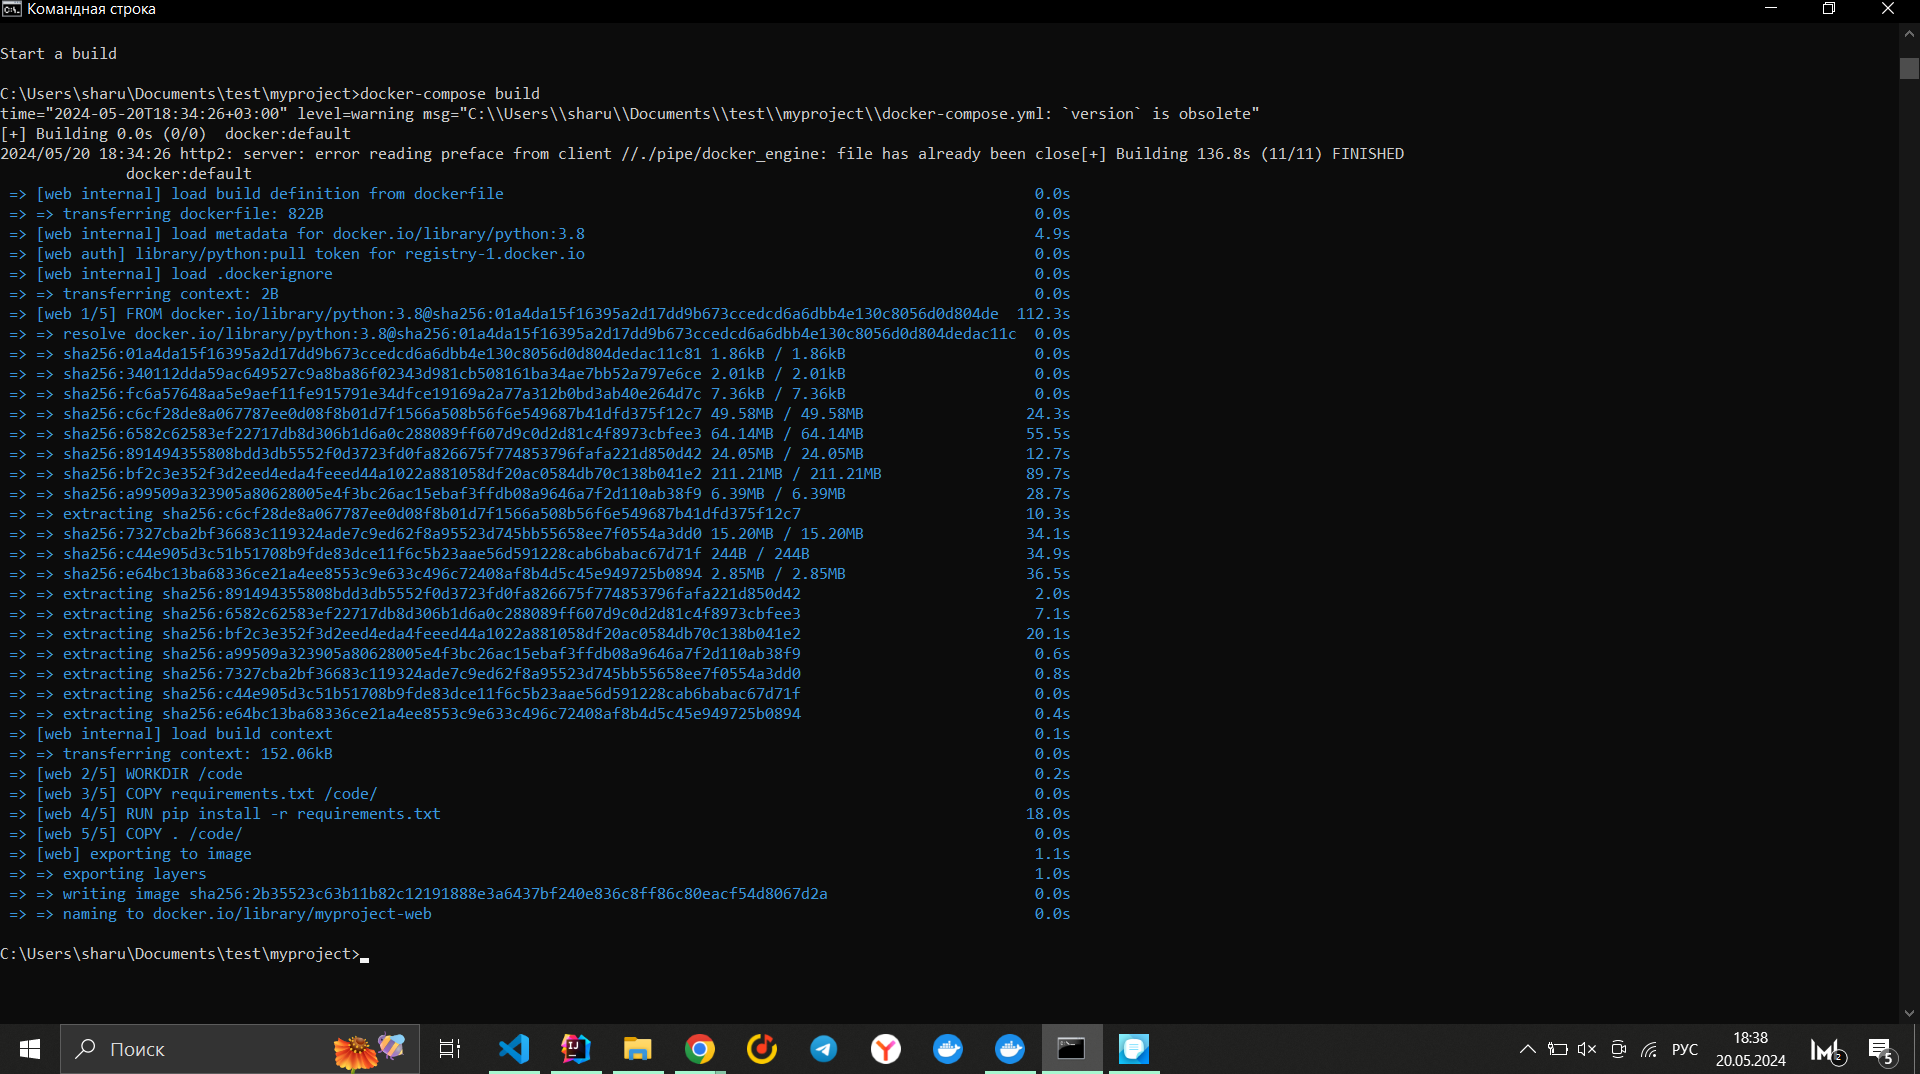 Командная строка
Start a build
C:\Users\sharu\Documents\test\myproject>docker-compose build
time="2024-05-20T18:34:26+03:00" level=warning msg="C:\\Users\\sharu\\Documents\\test\\myproject\\docker-compose.yml: `version` is obsolete"
[+] Building 0.0s (0/0)  docker:default
2024/05/20 18:34:26 http2: server: error reading preface from client //./pipe/docker_engine: file has already been close[+] Building 136.8s (11/11) FINISHED
docker:default
=> [web internal] load build definition from dockerfile 0.0s
=> => transferring dockerfile: 822B 0.0s
=> [web internal] load metadata for docker.io/library/python:3.8 4.9s
=> [web auth] library/python:pull token for registry-1.docker.io 0.0s
=> [web internal] load .dockerignore 0.0s
=> => transferring context: 2B 0.0s
=> [web 1/5] FROM docker.io/library/python:3.8@sha256:01a4da15f16395a2d17dd9b673ccedcd6a6dbb4e130c8056d0d804de 112.3s
=> => resolve docker.io/library/python:3.8@sha256:01a4da15f16395a2d17dd9b673ccedcd6a6dbb4e130c8056d0d804dedac11c 0.0s
=> => sha256:01a4da15f16395a2d17dd9b673ccedcd6a6dbb4e130c8056d0d804dedac11c81 1.86kB / 1.86kB 0.0s
=> => sha256:340112dda59ac649527c9a8ba86f02343d981cb508161ba34ae7bb52a797e6ce 2.01kB / 2.01kB 0.0s
=> => sha256:fc6a57648aa5e9aef11fe915791e34dfce19169a2a77a312b0bd3ab40e264d7c 7.36kB / 7.36kB 0.0s
=> => sha256:c6cf28de8a067787ee0d08f8b01d7f1566a508b56f6e549687b41dfd375f12c7 49.58MB / 49.58MB 24.3s
=> => sha256:6582c62583ef22717db8d306b1d6a0c288089ff607d9c0d2d81c4f8973cbfee3 64.14MB / 64.14MB 55.5s
=> => sha256:891494355808bdd3db5552f0d3723fd0fa826675f774853796fafa221d850d42 24.05MB / 24.05MB 12.7s
=> => sha256:bf2c3e352f3d2eed4eda4feeed44a1022a881058df20ac0584db70c138b041e2 211.21MB / 211.21MB 89.7s
=> => sha256:a99509a323905a80628005e4f3bc26ac15ebaf3ffdb08a9646a7f2d110ab38f9 6.39MB / 6.39MB 28.7s
=> => extracting sha256:c6cf28de8a067787ee0d08f8b01d7f1566a508b56f6e549687b41dfd375f12c7 10.3s
=> => sha256:7327cba2bf36683c119324ade7c9ed62f8a95523d745bb55658ee7f0554a3dd0 15.20MB / 15.20MB 34.1s
=> => sha256:c44e905d3c51b51708b9fde83dce11f6c5b23aae56d591228cab6babac67d71f 244B / 244B 34.9s
=> => sha256:e64bc13ba68336ce21a4ee8553c9e633c496c72408af8b4d5c45e949725b0894 2.85MB / 2.85MB 36.5s
=> => extracting sha256:891494355808bdd3db5552f0d3723fd0fa826675f774853796fafa221d850d42 2.0s
=> => extracting sha256:6582c62583ef22717db8d306b1d6a0c288089ff607d9c0d2d81c4f8973cbfee3 7.1s
=> => extracting sha256:bf2c3e352f3d2eed4eda4feeed44a1022a881058df20ac0584db70c138b041e2 20.1s
=> => extracting sha256:a99509a323905a80628005e4f3bc26ac15ebaf3ffdb08a9646a7f2d110ab38f9 0.6s
=> => extracting sha256:7327cba2bf36683c119324ade7c9ed62f8a95523d745bb55658ee7f0554a3dd0 0.8s
=> => extracting sha256:c44e905d3c51b51708b9fde83dce11f6c5b23aae56d591228cab6babac67d71f 0.0s
=> => extracting sha256:e64bc13ba68336ce21a4ee8553c9e633c496c72408af8b4d5c45e949725b0894 0.4s
=> [web internal] load build context 0.1s
=> => transferring context: 152.06kB 0.0s
=> [web 2/5] WORKDIR /code 0.2s
=> [web 3/5] COPY requirements.txt /code/ 0.0s
=> [web 4/5] RUN pip install -r requirements.txt 18.0s
=> [web 5/5] COPY . /code/ 0.0s
=> [web] exporting to image 1.1s
=> => exporting layers 1.0s
=> => writing image sha256:2b35523c63b11b82c12191888e3a6437bf240e836c8ff86c80eacf54d8067d2a 0.0s
=> => naming to docker.io/library/myproject-web 0.0s
C:\Users\sharu\Documents\test\myproject>
Поиск
РУС
18:38
20.05.2024
2
5